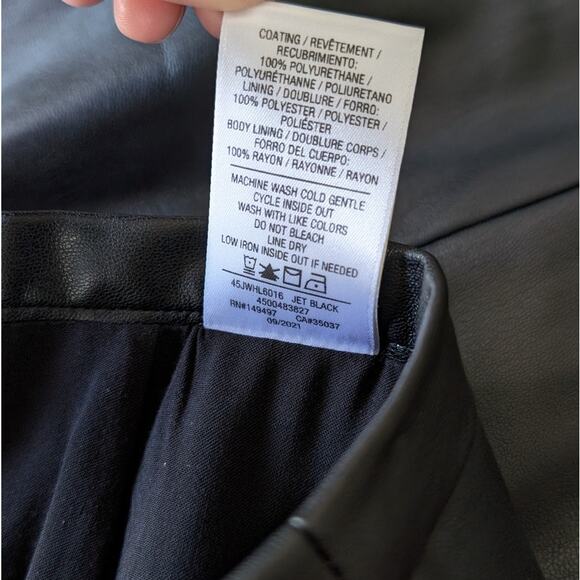 COATING / REVÊTEMENT /
RECUBRIMIENTO:
100% POLYURETHANE /
POLYURÉTHANNE / POLIURETANO
LINING / DOUBLURE / FORRO:
100% POLYESTER / POLYESTER /
POLIÉSTER
BODY LINING / DOUBLURE CORPS /
FORRO DEL CUERPO:
100% RAYON / RAYONNE / RAYON
MACHINE WASH COLD GENTLE
CYCLE INSIDE OUT
WASH WITH LIKE COLORS
DO NOT BLEACH
LINE DRY
LOW IRON INSIDE OUT IF NEEDED
45JWHL6016 JET BLACK
4500483827
RN#149497 CA#35037
09/2021